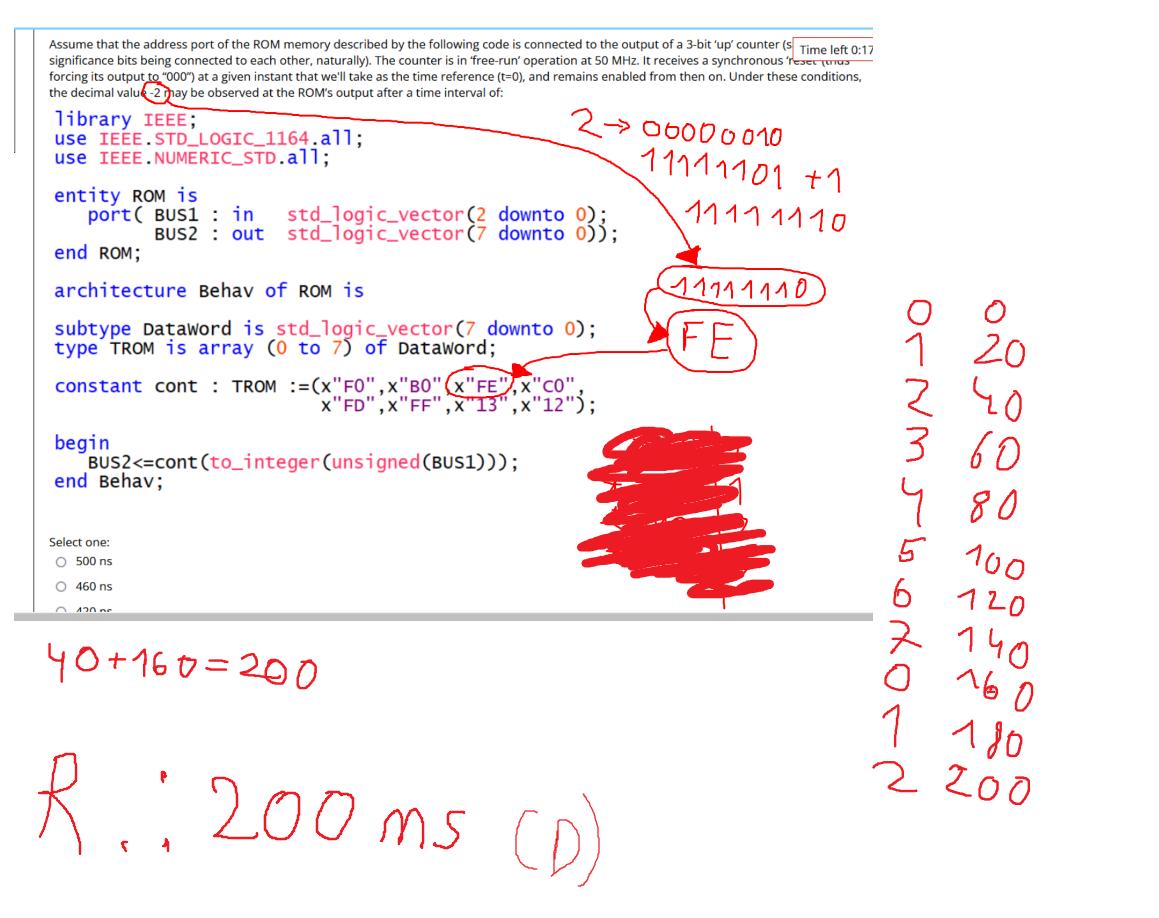 Assume that the address port of the ROM memory described by the following code is connected to the output of a 3-bit ‘up’ counter (s
Time left 0:17
significance bits being connected to each other, naturally). The counter is in ‘free-run’ operation at 50 MHz. It receives a synchronous ‘reset’ (thus
forcing its output to “000”) at a given instant that we'll take as the time reference (t=0), and remains enabled from then on. Under these conditions,
the decimal value -2 may be observed at the ROM’s output after a time interval of:
library IEEE;
use IEEE.STD_LOGIC_1164.all;
use IEEE.NUMERIC_STD.all;
2→00000010
11111101 +1
11111110
entity ROM is
port( BUS1 : in std_logic_vector(2 downto 0);
BUS2 : out std_logic_vector(7 downto 0));
end ROM;
11111110
architecture Behav of ROM is
FE
subtype DataWord is std_logic_vector(7 downto 0);
type TROM is array (0 to 7) of DataWord;
constant cont : TROM :=(x"F0",x"B0",x"FE",x"C0",
x"FD",x"FF",x"13",x"12");
begin
BUS2<=cont(to_integer(unsigned(BUS1)));
end Behav;
Select one:
500 ns
460 ns
420 ns
0 0
1 20
2 40
3 60
4 80
5 100
6 120
7 140
0 160
1 180
2 200
40+160=200
R.: 200 ms (D)